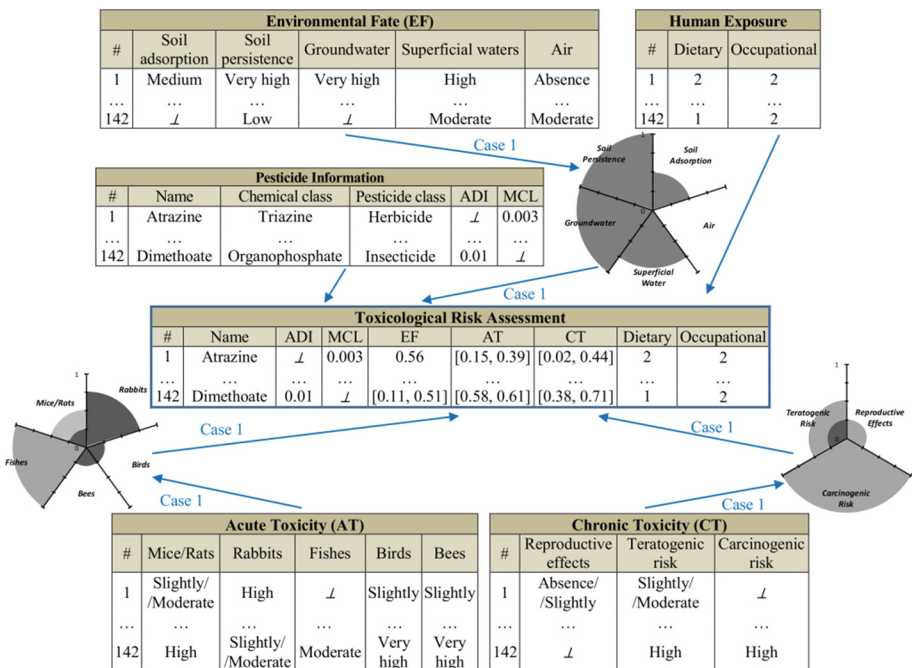 Environmental Fate (EF)
# Soil adsorption Soil persistence Groundwater Superficial waters Air
1 Medium Very high Very high High Absence
... ... ... ... ...
142 ⊥ Low ⊥ Moderate Moderate
Human Exposure
# Dietary Occupational
1 2 2
... ... ...
142 1 2
Case 1
Soil Persistence
1
Soil Adsorption
Groundwater
0
Air
Superficial Water
Pesticide Information
# Name Chemical class Pesticide class ADI MCL
1 Atrazine Triazine Herbicide ⊥ 0.003
... ... ... ... ...
142 Dimethoate Organophosphate Insecticide 0.01 ⊥
Case 1
Toxicological Risk Assessment
# Name ADI MCL EF AT CT Dietary Occupational
1 Atrazine ⊥ 0.003 0.56 [0.15, 0.39] [0.02, 0.44] 2 2
... ... ... ... ... ...
142 Dimethoate 0.01 ⊥ [0.11, 0.51] [0.58, 0.61] [0.38, 0.71] 1 2
1
Mice/Rats
Rabbits
0
Fishes
Birds
Bees
Case 1
Case 1
1
Teratogenic Risk
Reproductive Effects
0
Carcinogenic Risk
Case 1
Case 1
Acute Toxicity (AT)
# Mice/Rats Rabbits Fishes Birds Bees
1 Slightly/ /Moderate High ⊥ Slightly Slightly
... ... ... ... ... ...
142 High Slightly/ /Moderate Moderate Very high Very high
Chronic Toxicity (CT)
# Reproductive effects Teratogenic risk Carcinogenic risk
1 Absence/ /Slightly Slightly/ /Moderate ⊥
... ... ... ...
142 ⊥ High High